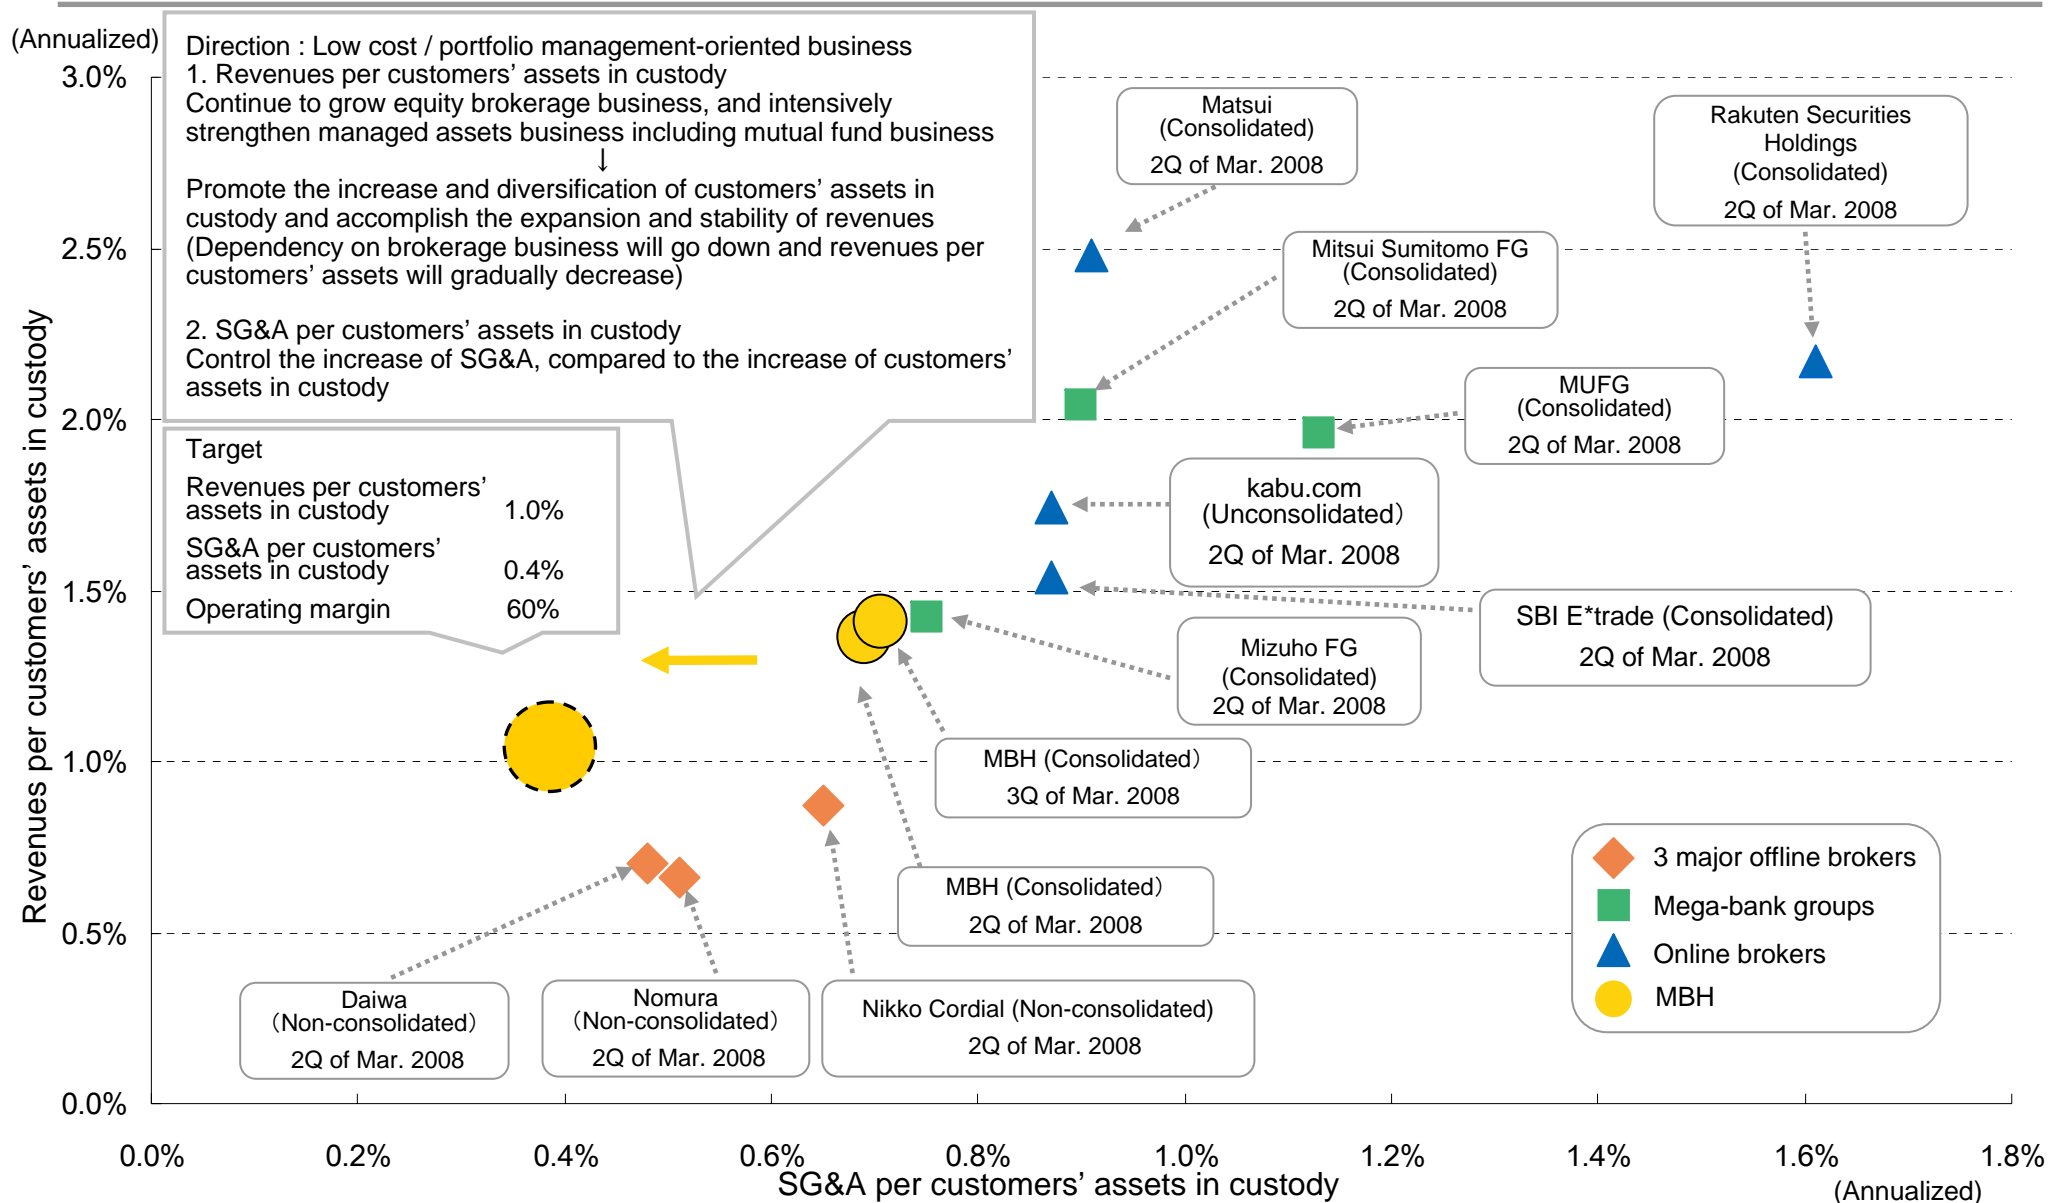 (Annualized)
Direction : Low cost / portfolio management-oriented business
1. Revenues per customers’ assets in custody
Continue to grow equity brokerage business, and intensively
strengthen managed assets business including mutual fund business
↓
Promote the increase and diversification of customers’ assets in
custody and accomplish the expansion and stability of revenues
(Dependency on brokerage business will go down and revenues per
customers’ assets will gradually decrease)
2. SG&A per customers’ assets in custody
Control the increase of SG&A, compared to the increase of customers’
assets in custody
Target
Revenues per customers’
assets in custody 1.0%
SG&A per customers’
assets in custody 0.4%
Operating margin 60%
Matsui
(Consolidated)
2Q of Mar. 2008
Rakuten Securities
Holdings
(Consolidated)
2Q of Mar. 2008
Mitsui Sumitomo FG
(Consolidated)
2Q of Mar. 2008
MUFG
(Consolidated)
2Q of Mar. 2008
kabu.com
(Unconsolidated）
2Q of Mar. 2008
SBI E*trade (Consolidated)
2Q of Mar. 2008
Mizuho FG
(Consolidated)
2Q of Mar. 2008
MBH (Consolidated）
3Q of Mar. 2008
MBH (Consolidated）
2Q of Mar. 2008
Daiwa
（Non-consolidated）
2Q of Mar. 2008
Nomura
（Non-consolidated）
2Q of Mar. 2008
Nikko Cordial (Non-consolidated)
2Q of Mar. 2008
3 major offline brokers
Mega-bank groups
Online brokers
MBH
Revenues per customers’ assets in custody
3.0%
2.5%
2.0%
1.5%
1.0%
0.5%
0.0%
0.0% 0.2% 0.4% 0.6% 0.8% 1.0% 1.2% 1.4% 1.6% 1.8%
SG&A per customers’ assets in custody
(Annualized)